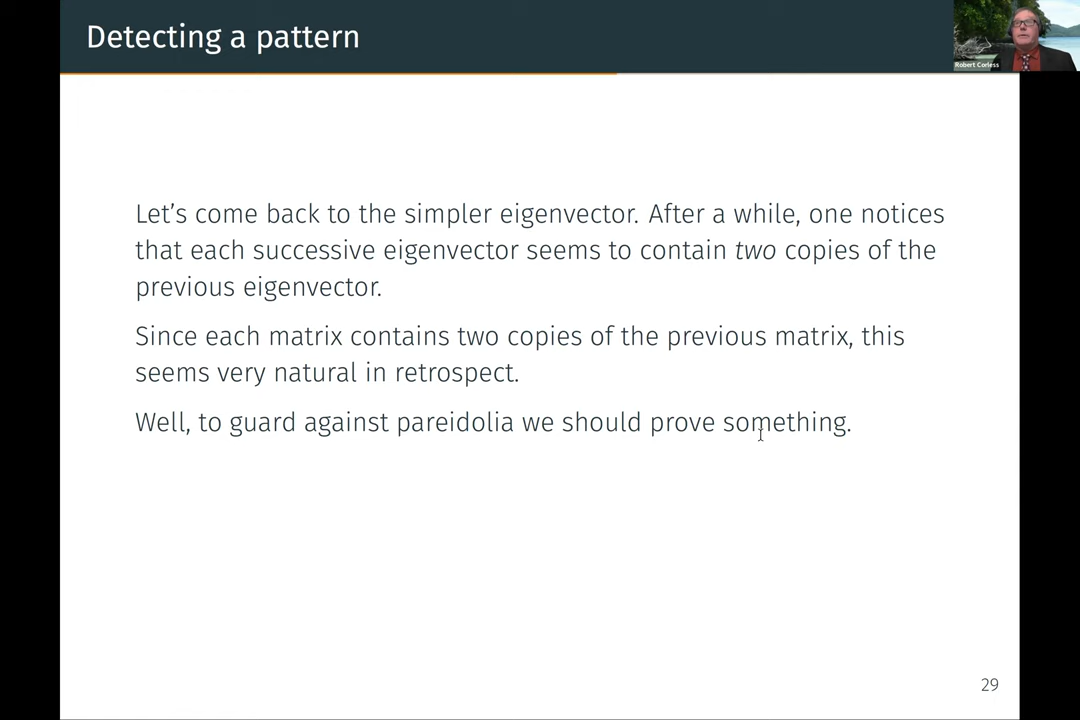 Detecting a pattern
Robert Corless
Let's come back to the simpler eigenvector. After a while, one notices
that each successive eigenvector seems to contain two copies of the
previous eigenvector.
Since each matrix contains two copies of the previous matrix, this
seems very natural in retrospect.
Well, to guard against pareidolia we should prove something.
29